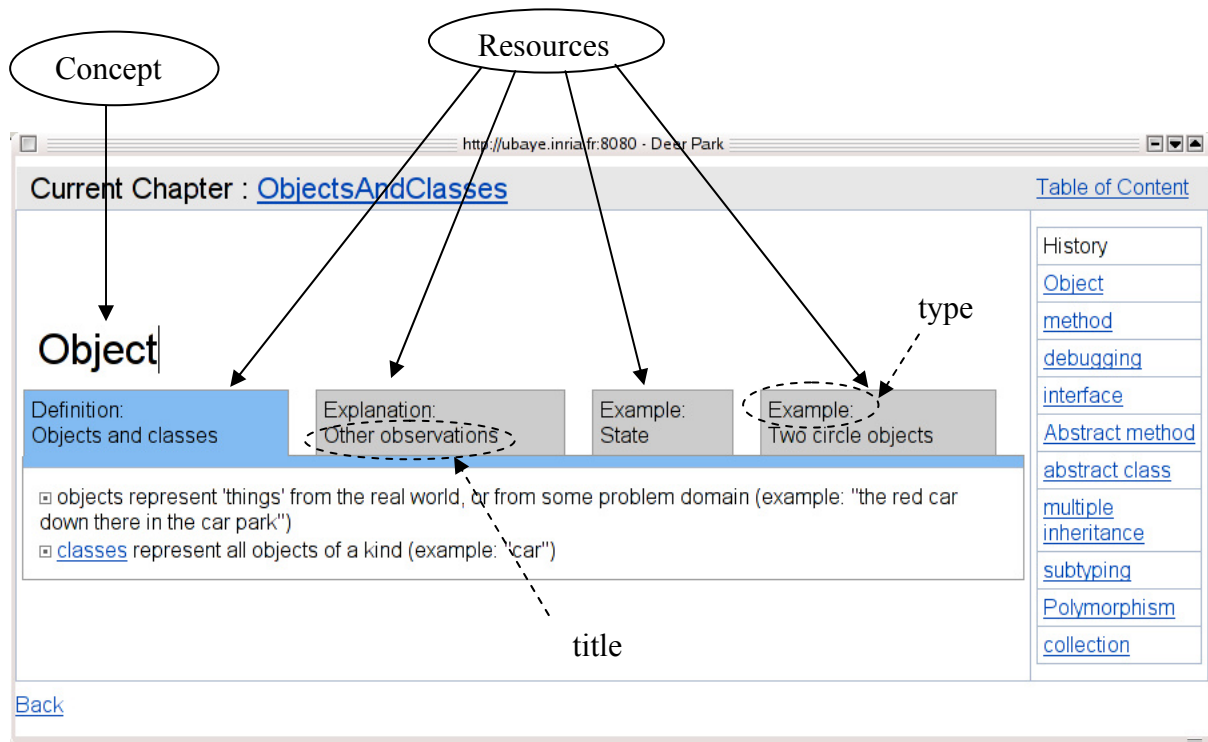 Concept
Resources
http://ubaye.inria.fr:8080 - Deer Park
Current Chapter : ObjectsAndClasses
Table of Content
History
Object
method
debugging
interface
Abstract method
abstract class
multiple
inheritance
subtyping
Polymorphism
collection
type
Object
Definition:
Objects and classes
Explanation:
Other observations
Example:
State
Example:
Two circle objects
objects represent 'things' from the real world, or from some problem domain (example: "the red car
down there in the car park")
classes represent all objects of a kind (example: "car")
title
Back